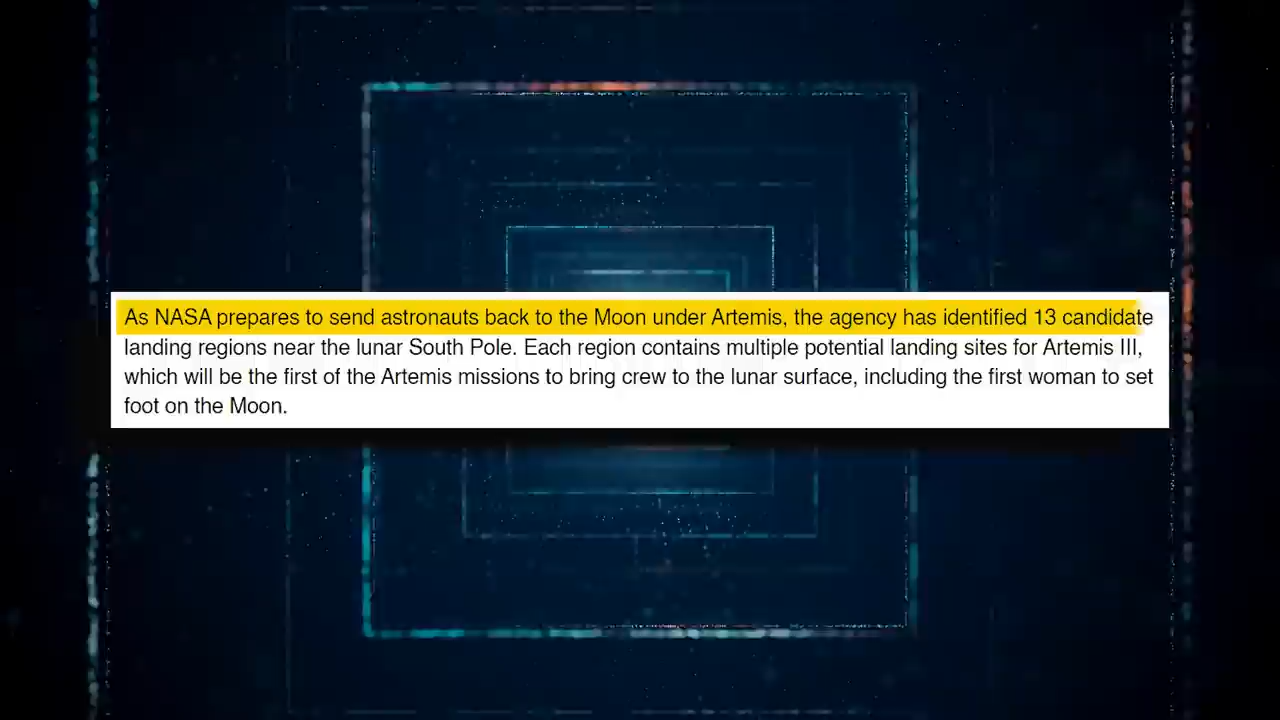 As NASA prepares to send astronauts back to the Moon under Artemis, the agency has identified 13 candidate
landing regions near the lunar South Pole. Each region contains multiple potential landing sites for Artemis III,
which will be the first of the Artemis missions to bring crew to the lunar surface, including the first woman to set
foot on the Moon.